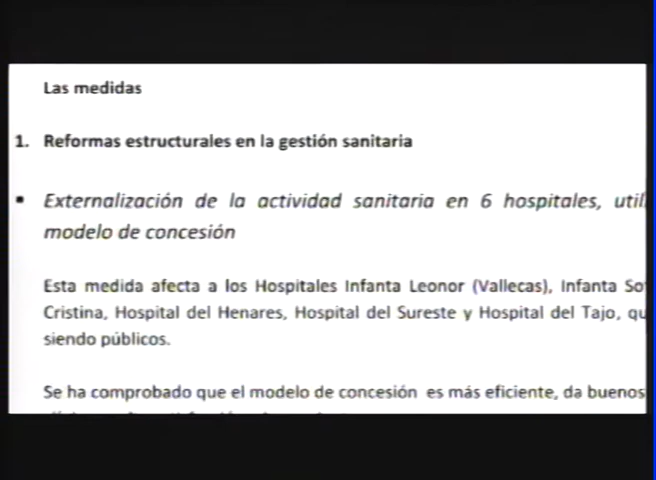 Las medidas
1. Reformas estructurales en la gestión sanitaria
▪ Externalización de la actividad sanitaria en 6 hospitales,
modelo de concesión
Esta medida afecta a los Hospitales Infanta Leonor (Vallecas), Infanta
Cristina, Hospital del Henares, Hospital del Sureste y Hospital del Tajo,
siendo públicos.
Se ha comprobado que el modelo de concesión es más eficiente, da buenos